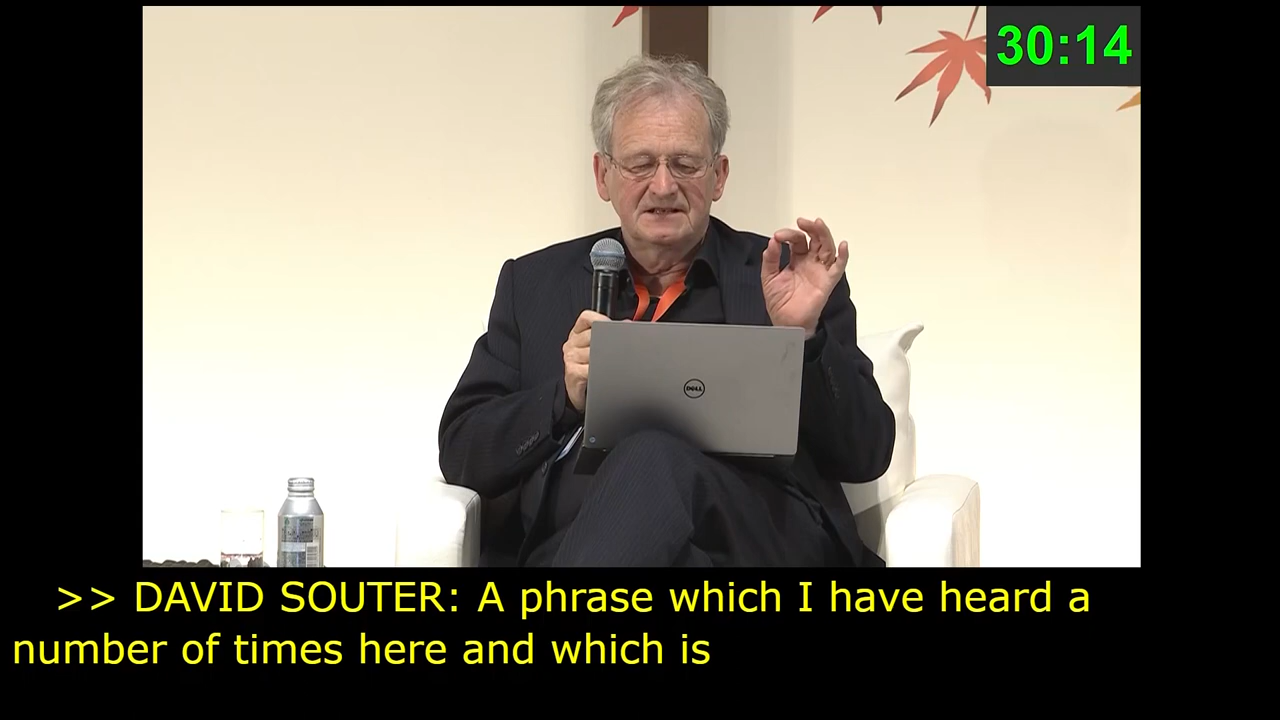 30:14
DELL
>> DAVID SOUTER: A phrase which I have heard a
number of times here and which is